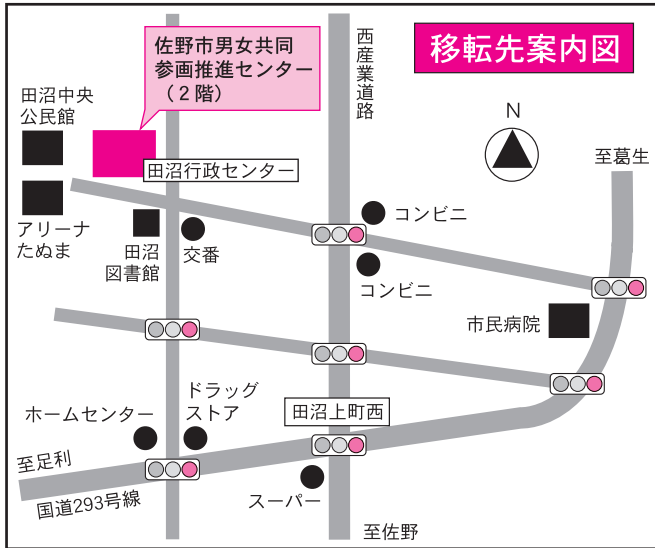 移転先案内図
佐野市男女共同
参画推進センター
(2階)
西産業道路
田沼中央
公民館
N
至葛生
田沼行政センター
アリーナ
たぬま
田沼
図書館
交番
コンビニ
コンビニ
市民病院
ドラッグ
ストア
ホームセンター
田沼上町西
至足利
国道293号線
スーパー
至佐野